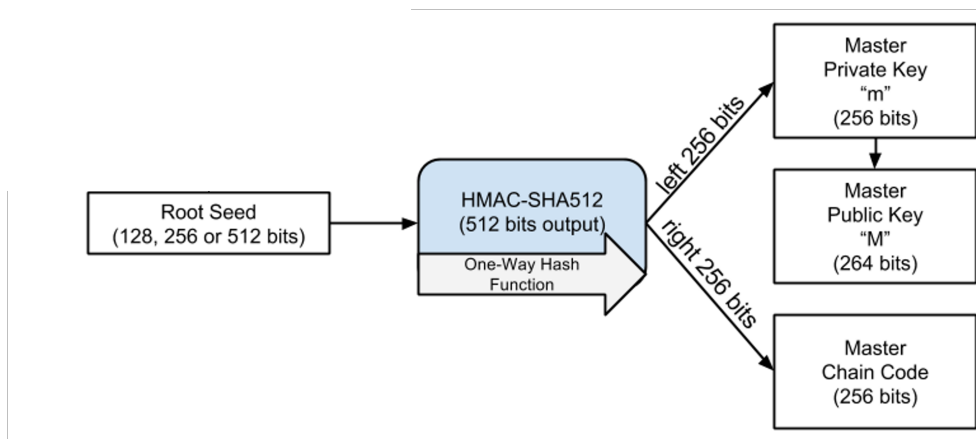 Root Seed
(128, 256 or 512 bits)
HMAC-SHA512
(512 bits output)
One-Way Hash
Function
left 256 bits
right 256 bits
Master
Private Key
“m”
(256 bits)
Master
Public Key
“M”
(264 bits)
Master
Chain Code
(256 bits)